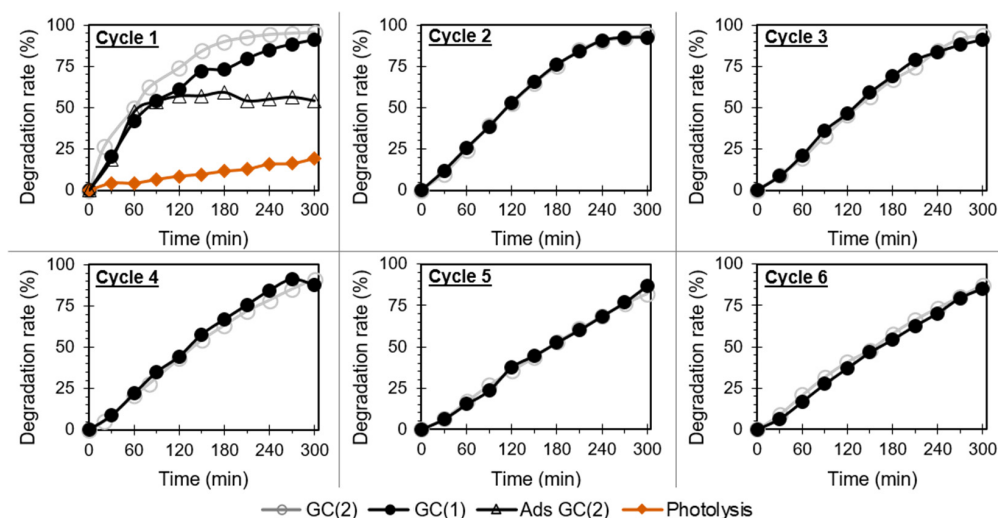 Cycle 1
Degradation rate (%)
100
75
50
25
0
0 60 120 180 240 300
Time (min)
Cycle 2
Degradation rate (%)
100
75
50
25
0
0 60 120 180 240 300
Time (min)
Cycle 3
Degradation rate (%)
100
75
50
25
0
0 60 120 180 240 300
Time (min)
Cycle 4
Degradation rate (%)
100
75
50
25
0
0 60 120 180 240 300
Time (min)
Cycle 5
Degradation rate (%)
100
75
50
25
0
0 60 120 180 240 300
Time (min)
Cycle 6
Degradation rate (%)
100
75
50
25
0
0 60 120 180 240 300
Time (min)
GC(2) GC(1) Ads GC(2) Photolysis